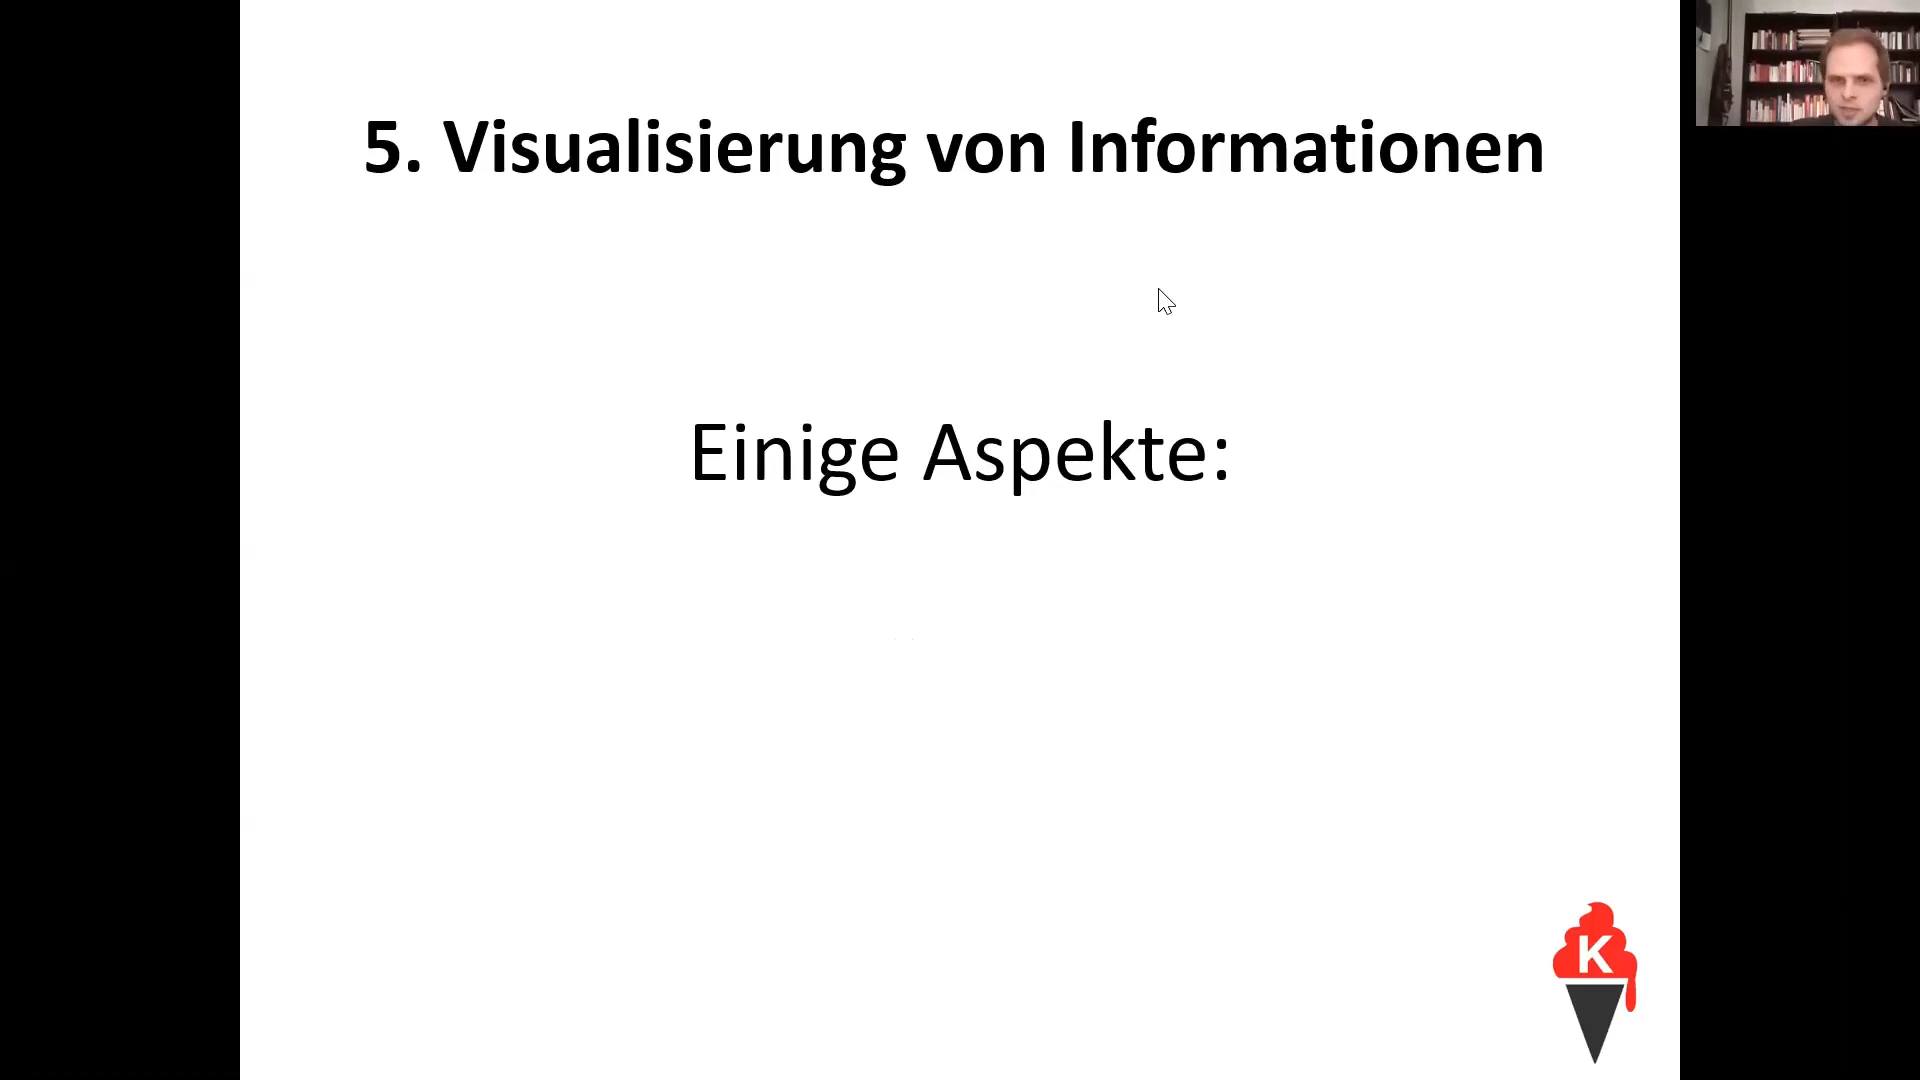 5. Visualisierung von Informationen
Einige Aspekte:
K